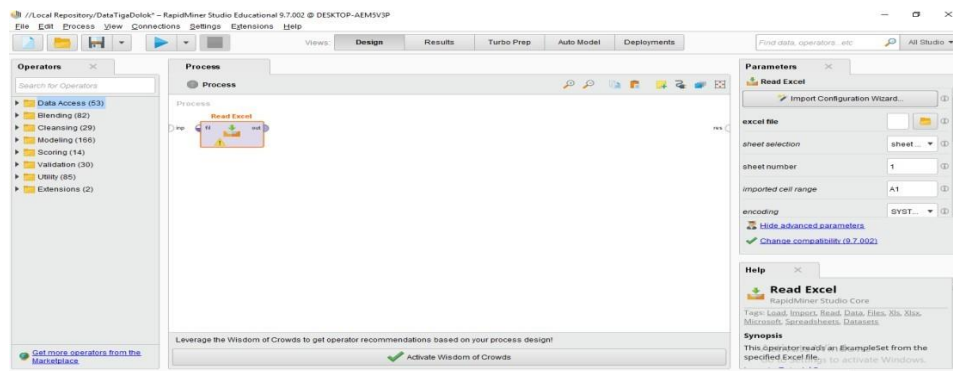 //Local Repository/DataTigaDolok* – RapidMiner Studio Educational 9.7.002 @ DESKTOP-AEM5V3P
File Edit Process View Connections Settings Extensions Help
Views: Design Results Turbo Prep Auto Model Deployments Find data, operators...etc All Studio
Operators
Search for Operators
Data Access (53)
Blending (82)
Cleansing (29)
Modeling (166)
Scoring (14)
Validation (30)
Utility (85)
Extensions (2)
Get more operators from the Marketplace
Process
Process
Process
Read Excel
inp fil out res
Leverage the Wisdom of Crowds to get operator recommendations based on your process design!
Activate Wisdom of Crowds
Parameters
Read Excel
Import Configuration Wizard...
excel file
sheet selection sheet...
sheet number 1
imported cell range A1
encoding SYST...
Hide advanced parameters
Change compatibility (9.7.002)
Help
Read Excel
RapidMiner Studio Core
Tags: Load, Import, Read, Data, Files, Xls, Xlsx,
Microsoft, Spreadsheets, Datasets
Synopsis
This operator reads an ExampleSet from the
specified Excel file.
to activate Windows.